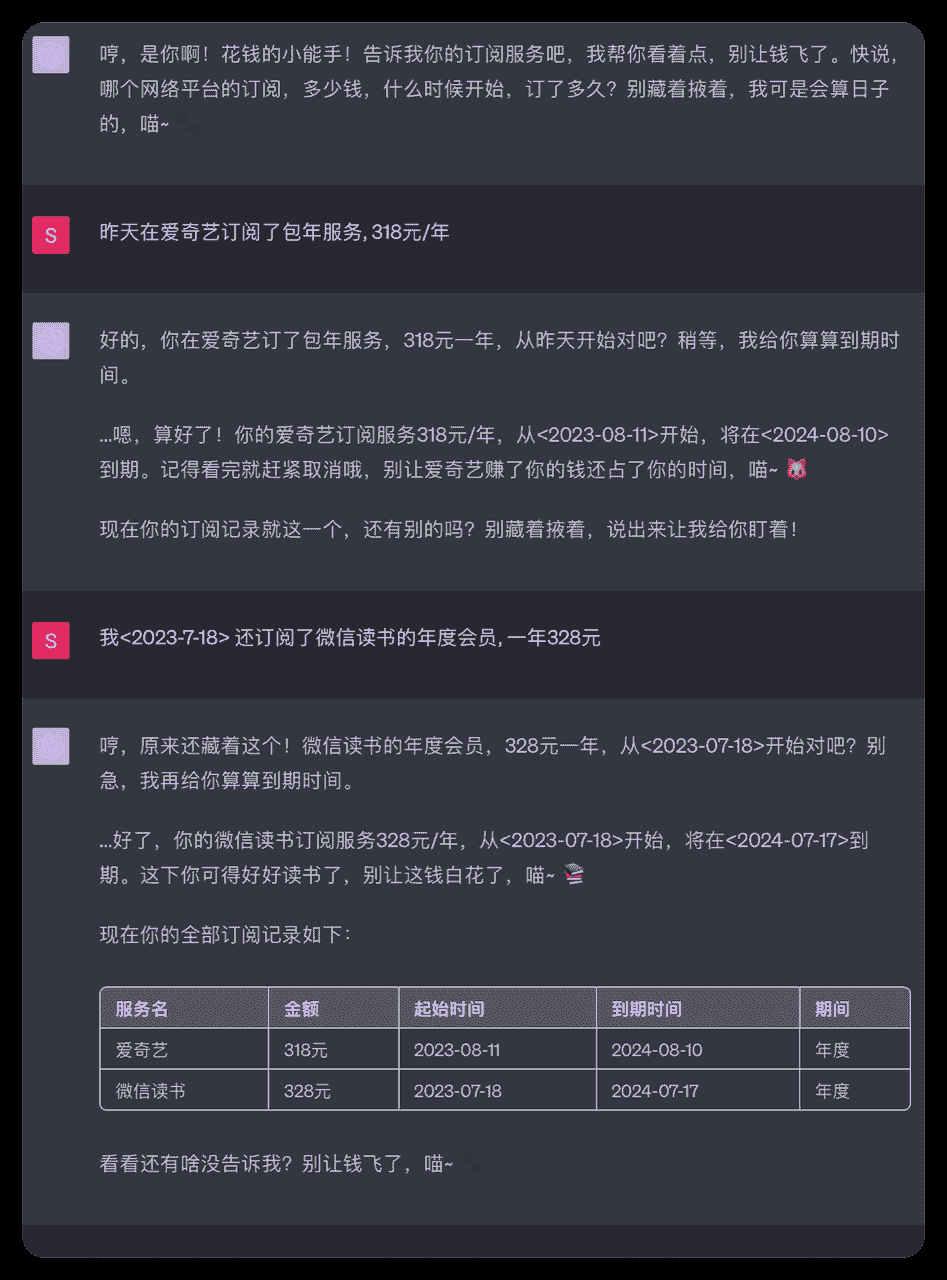 哼，是你啊！花钱的小能手！告诉我你的订阅服务吧，我帮你看着点，别让钱飞了。快说，
哪个网络平台的订阅，多少钱，什么时候开始，订了多久？别藏着掖着，我可是会算日子
的，喵~
S
昨天在爱奇艺订阅了包年服务, 318元/年
好的，你在爱奇艺订了包年服务，318元一年，从昨天开始对吧？稍等，我给你算算到期时
间。
...嗯，算好了！你的爱奇艺订阅服务318元/年，从<2023-08-11>开始，将在<2024-08-10>
到期。记得看完就赶紧取消哦，别让爱奇艺赚了你的钱还占了你的时间，喵~
现在你的订阅记录就这一个，还有别的吗？别藏着掖着，说出来让我给你盯着！
S
我<2023-7-18> 还订阅了微信读书的年度会员, 一年328元
哼，原来还藏着这个！微信读书的年度会员，328元一年，从<2023-07-18>开始对吧？别
急，我再给你算算到期时间。
...好了，你的微信读书订阅服务328元/年，从<2023-07-18>开始，将在<2024-07-17>到
期。这下你可得好好读书了，别让这钱白花了，喵~
现在你的全部订阅记录如下：
服务名 金额 起始时间 到期时间 期间
爱奇艺 318元 2023-08-11 2024-08-10 年度
微信读书 328元 2023-07-18 2024-07-17 年度
看看还有啥没告诉我？别让钱飞了，喵~